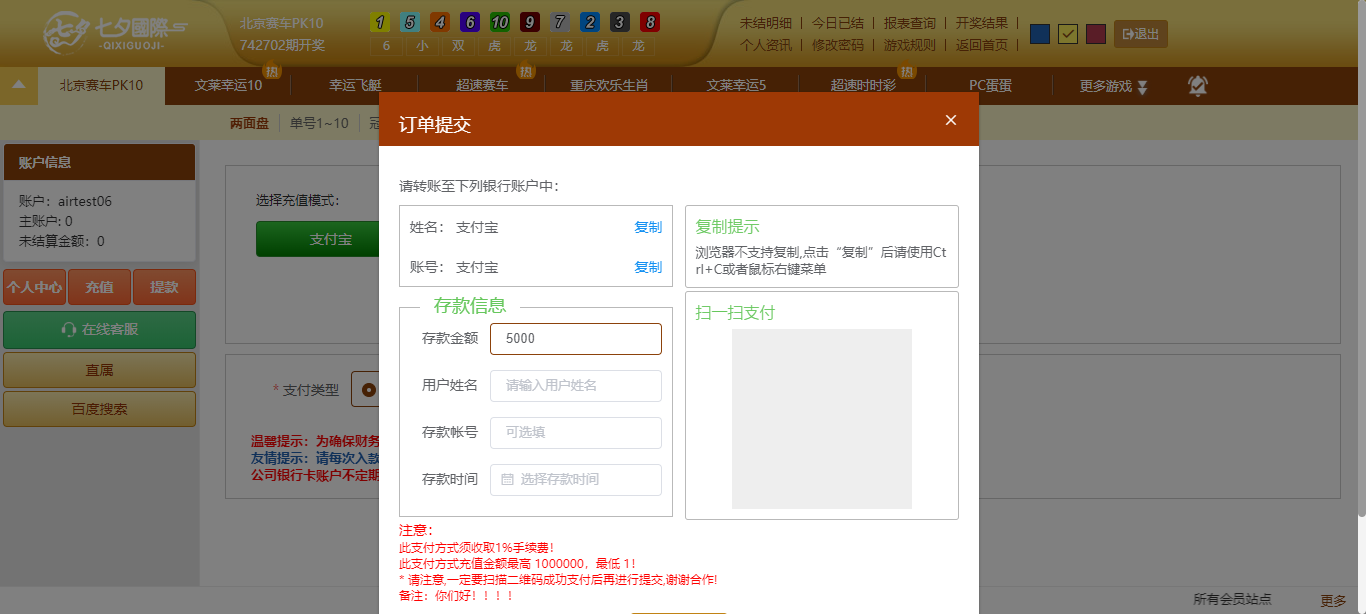 七夕 七夕國際
-QIXIGUOJI-
北京赛车PK10
742702期开奖
1 5 4 6 10 9 7 2 3 8
6 小 双 虎 龙 龙 虎 龙
未结明细 | 今日已结 | 报表查询 | 开奖结果 |
个人资讯 | 修改密码 | 游戏规则 | 返回首页 |
退出
热 热 热
北京赛车PK10 文莱幸运10 幸运飞艇 超速赛车 重庆欢乐生肖 文莱幸运5 超速时时彩 PC蛋蛋 更多游戏
两面盘 单号1~10 冠
账户信息
账户：airtest06
主账户: 0
未结算金额：0
个人中心 充值 提款
在线客服
直属
百度搜索
选择充值模式：
支付宝
* 支付类型
温馨提示：为确保财务
友情提示：请每次入款
公司银行卡账户不定期
订单提交 ×
请转账至下列银行账户中：
姓名： 支付宝 复制
账号： 支付宝 复制
复制提示
浏览器不支持复制,点击“复制”后请使用Ct
rl+C或者鼠标右键菜单
存款信息
存款金额 5000
用户姓名 请输入用户姓名
存款帐号 可选填
存款时间 选择存款时间
扫一扫支付
注意：
此支付方式须收取1%手续费！
此支付方式充值金额最高 1000000，最低 1！
* 请注意,一定要扫描二维码成功支付后再进行提交,谢谢合作!
备注：你们好！！！！
所有会员站点 更多